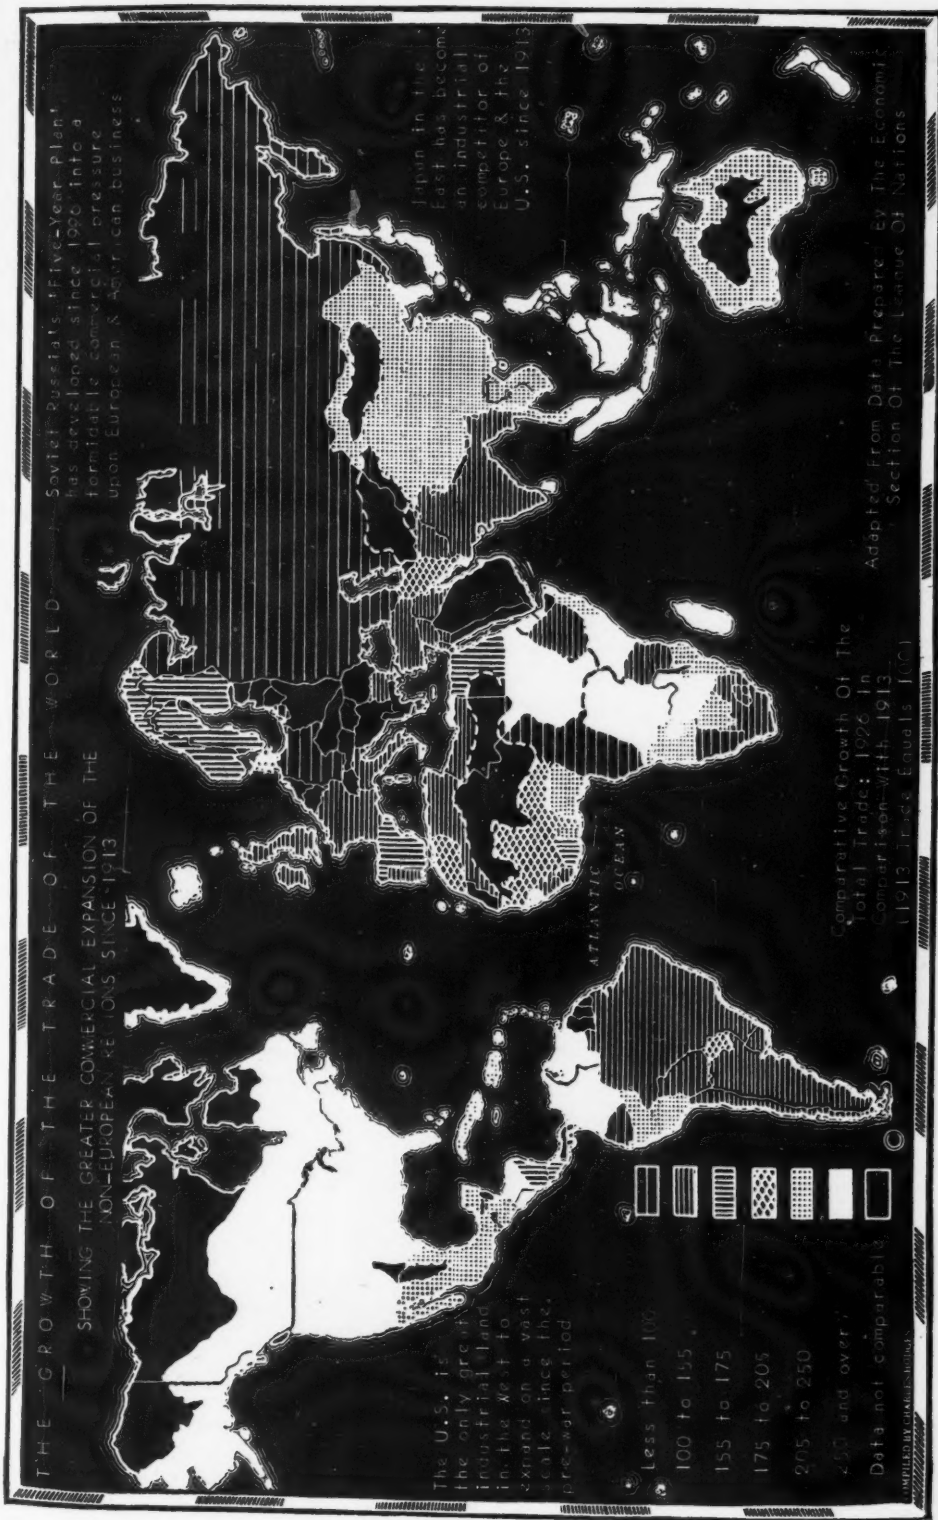 THE GROWTH OF THE TRADE OF THE WORLD
SHOWING THE GREATER COMMERCIAL EXPANSION OF THE
NON-EUROPEAN REGIONS SINCE 1913
Soviet Russia's "Five-Year Plan"
has developed since 1926 into a
formidable commercial pressure
upon European & American business
Japan in the
East has become
an industrial
competitor of
Europe & the
U.S. since 1913
The U.S. is
the only great
industrial land
in the West to
expand on a vast
scale since the
pre-war period
ATLANTIC
OCEAN
Less than 100
100 to 155
155 to 175
175 to 205
205 to 250
250 and over
Data not comparable
Comparative Growth Of The
Total Trade: 1926 In
Comparison With 1913
(1913 Trade Equals 100)
Adapted From Data Prepared By The Economic
Section Of The League Of Nations
COMPILED BY CHARLES HODGES
©